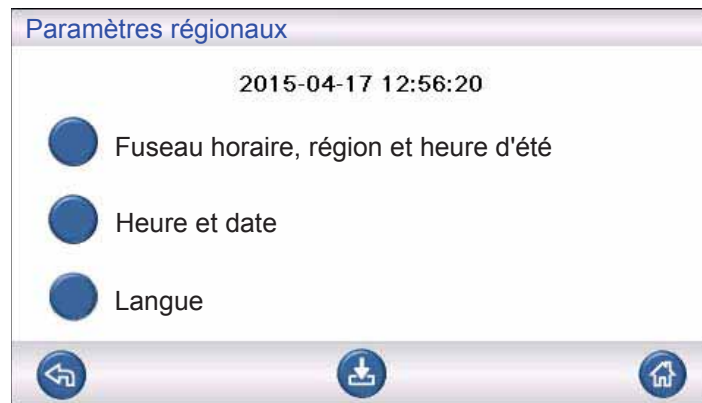 Paramètres régionaux
2015-04-17 12:56:20
Fuseau horaire, région et heure d'été
Heure et date
Langue